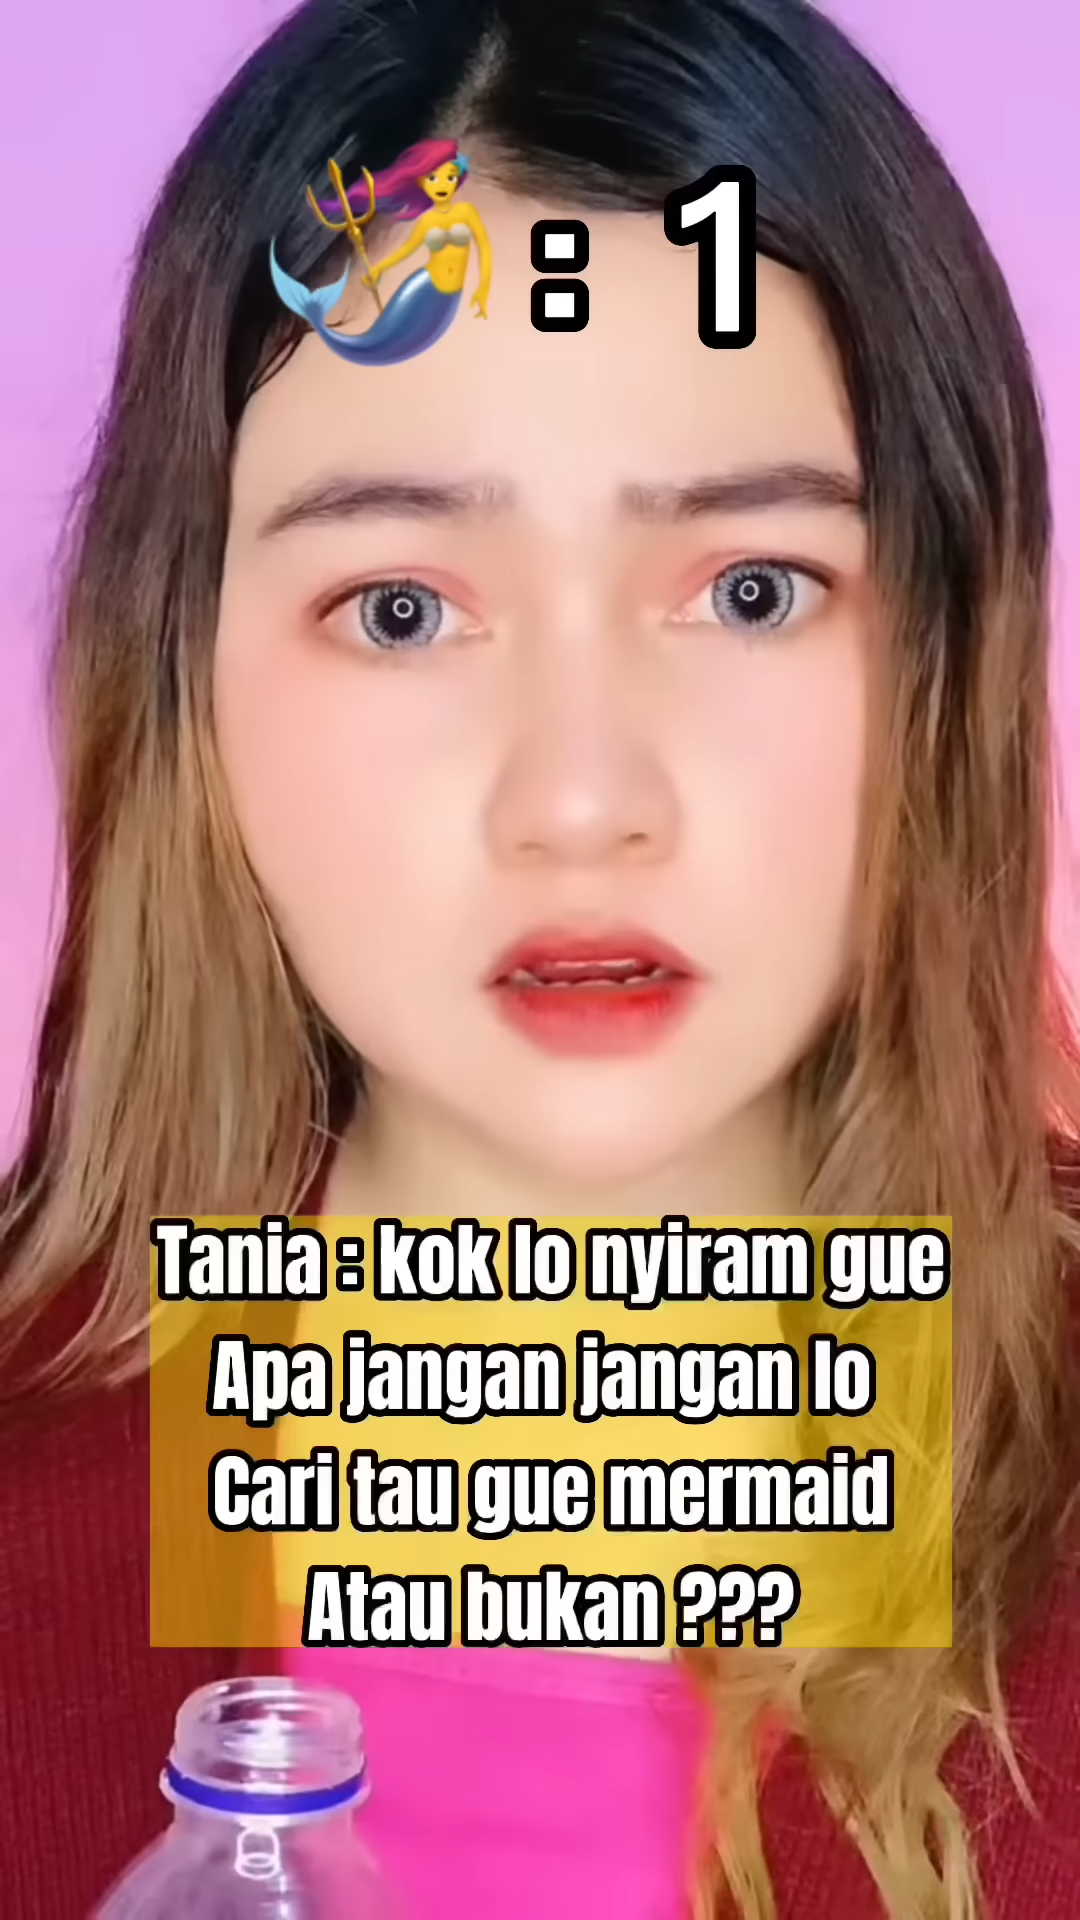 🧜‍♀️ : 1
Tania : kok lo nyiram gue
Apa jangan jangan lo
Cari tau gue mermaid
Atau bukan ???